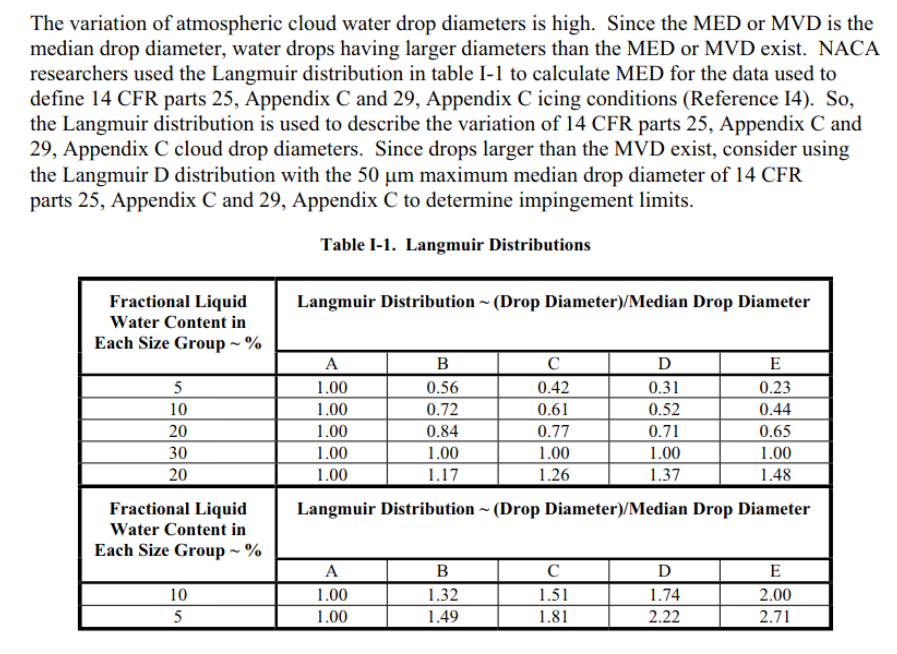 The variation of atmospheric cloud water drop diameters is high.  Since the MED or MVD is the
median drop diameter, water drops having larger diameters than the MED or MVD exist.  NACA
researchers used the Langmuir distribution in table I-1 to calculate MED for the data used to
define 14 CFR parts 25, Appendix C and 29, Appendix C icing conditions (Reference I4).  So,
the Langmuir distribution is used to describe the variation of 14 CFR parts 25, Appendix C and
29, Appendix C cloud drop diameters.  Since drops larger than the MVD exist, consider using
the Langmuir D distribution with the 50 μm maximum median drop diameter of 14 CFR
parts 25, Appendix C and 29, Appendix C to determine impingement limits.
Table I-1.  Langmuir Distributions
Fractional Liquid Langmuir Distribution ~ (Drop Diameter)/Median Drop Diameter
Water Content in
Each Size Group ~ %
A B C D E
5 1.00 0.56 0.42 0.31 0.23
10 1.00 0.72 0.61 0.52 0.44
20 1.00 0.84 0.77 0.71 0.65
30 1.00 1.00 1.00 1.00 1.00
20 1.00 1.17 1.26 1.37 1.48
Fractional Liquid Langmuir Distribution ~ (Drop Diameter)/Median Drop Diameter
Water Content in
Each Size Group ~ %
A B C D E
10 1.00 1.32 1.51 1.74 2.00
5 1.00 1.49 1.81 2.22 2.71